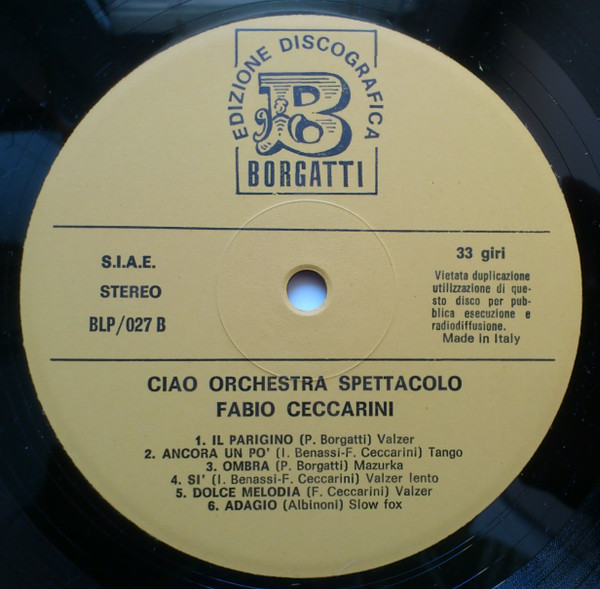 EDIZIONE DISCOGRAFICA
B
BORGATTI
S.I.A.E.
STEREO
BLP/027 B
33 giri
Vietata duplicazione
utilizzazione di que-
sto disco per pub-
blica esecuzione e
radiodiffusione.
Made in Italy
CIAO ORCHESTRA SPETTACOLO
FABIO CECCARINI
1. IL PARIGINO (P. Borgatti) Valzer
2. ANCORA UN PO' (I. Benassi-F. Ceccarini) Tango
3. OMBRA (P. Borgatti) Mazurka
4. SI' (I. Benassi-F. Ceccarini) Valzer lento
5. DOLCE MELODIA (F. Ceccarini) Valzer
6. ADAGIO (Albinoni) Slow fox